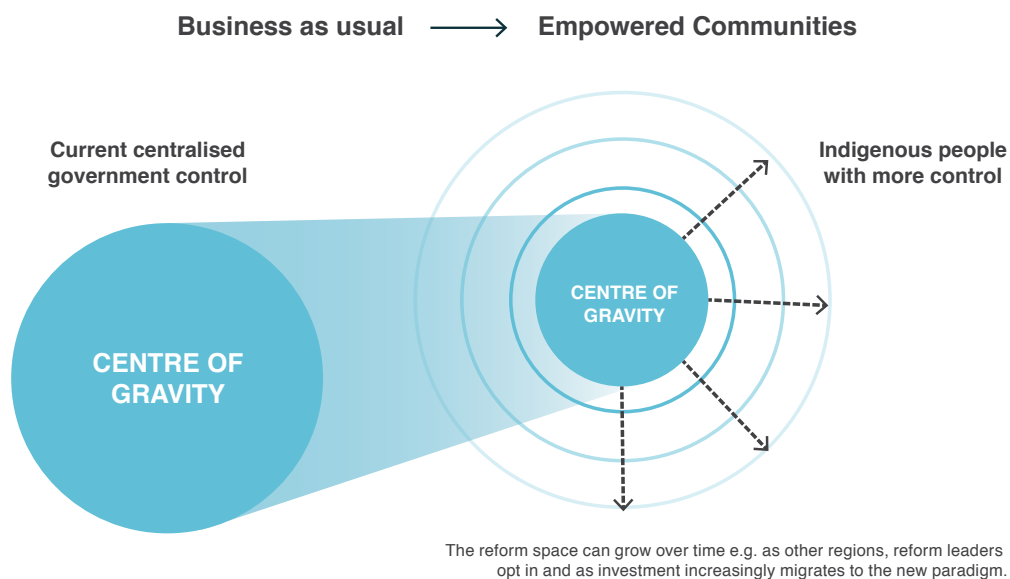 Business as usual
Empowered Communities
Current centralised
government control
Indigenous people
with more control
CENTRE OF
GRAVITY
CENTRE OF
GRAVITY
The reform space can grow over time e.g. as other regions, reform leaders
opt in and as investment increasingly migrates to the new paradigm.